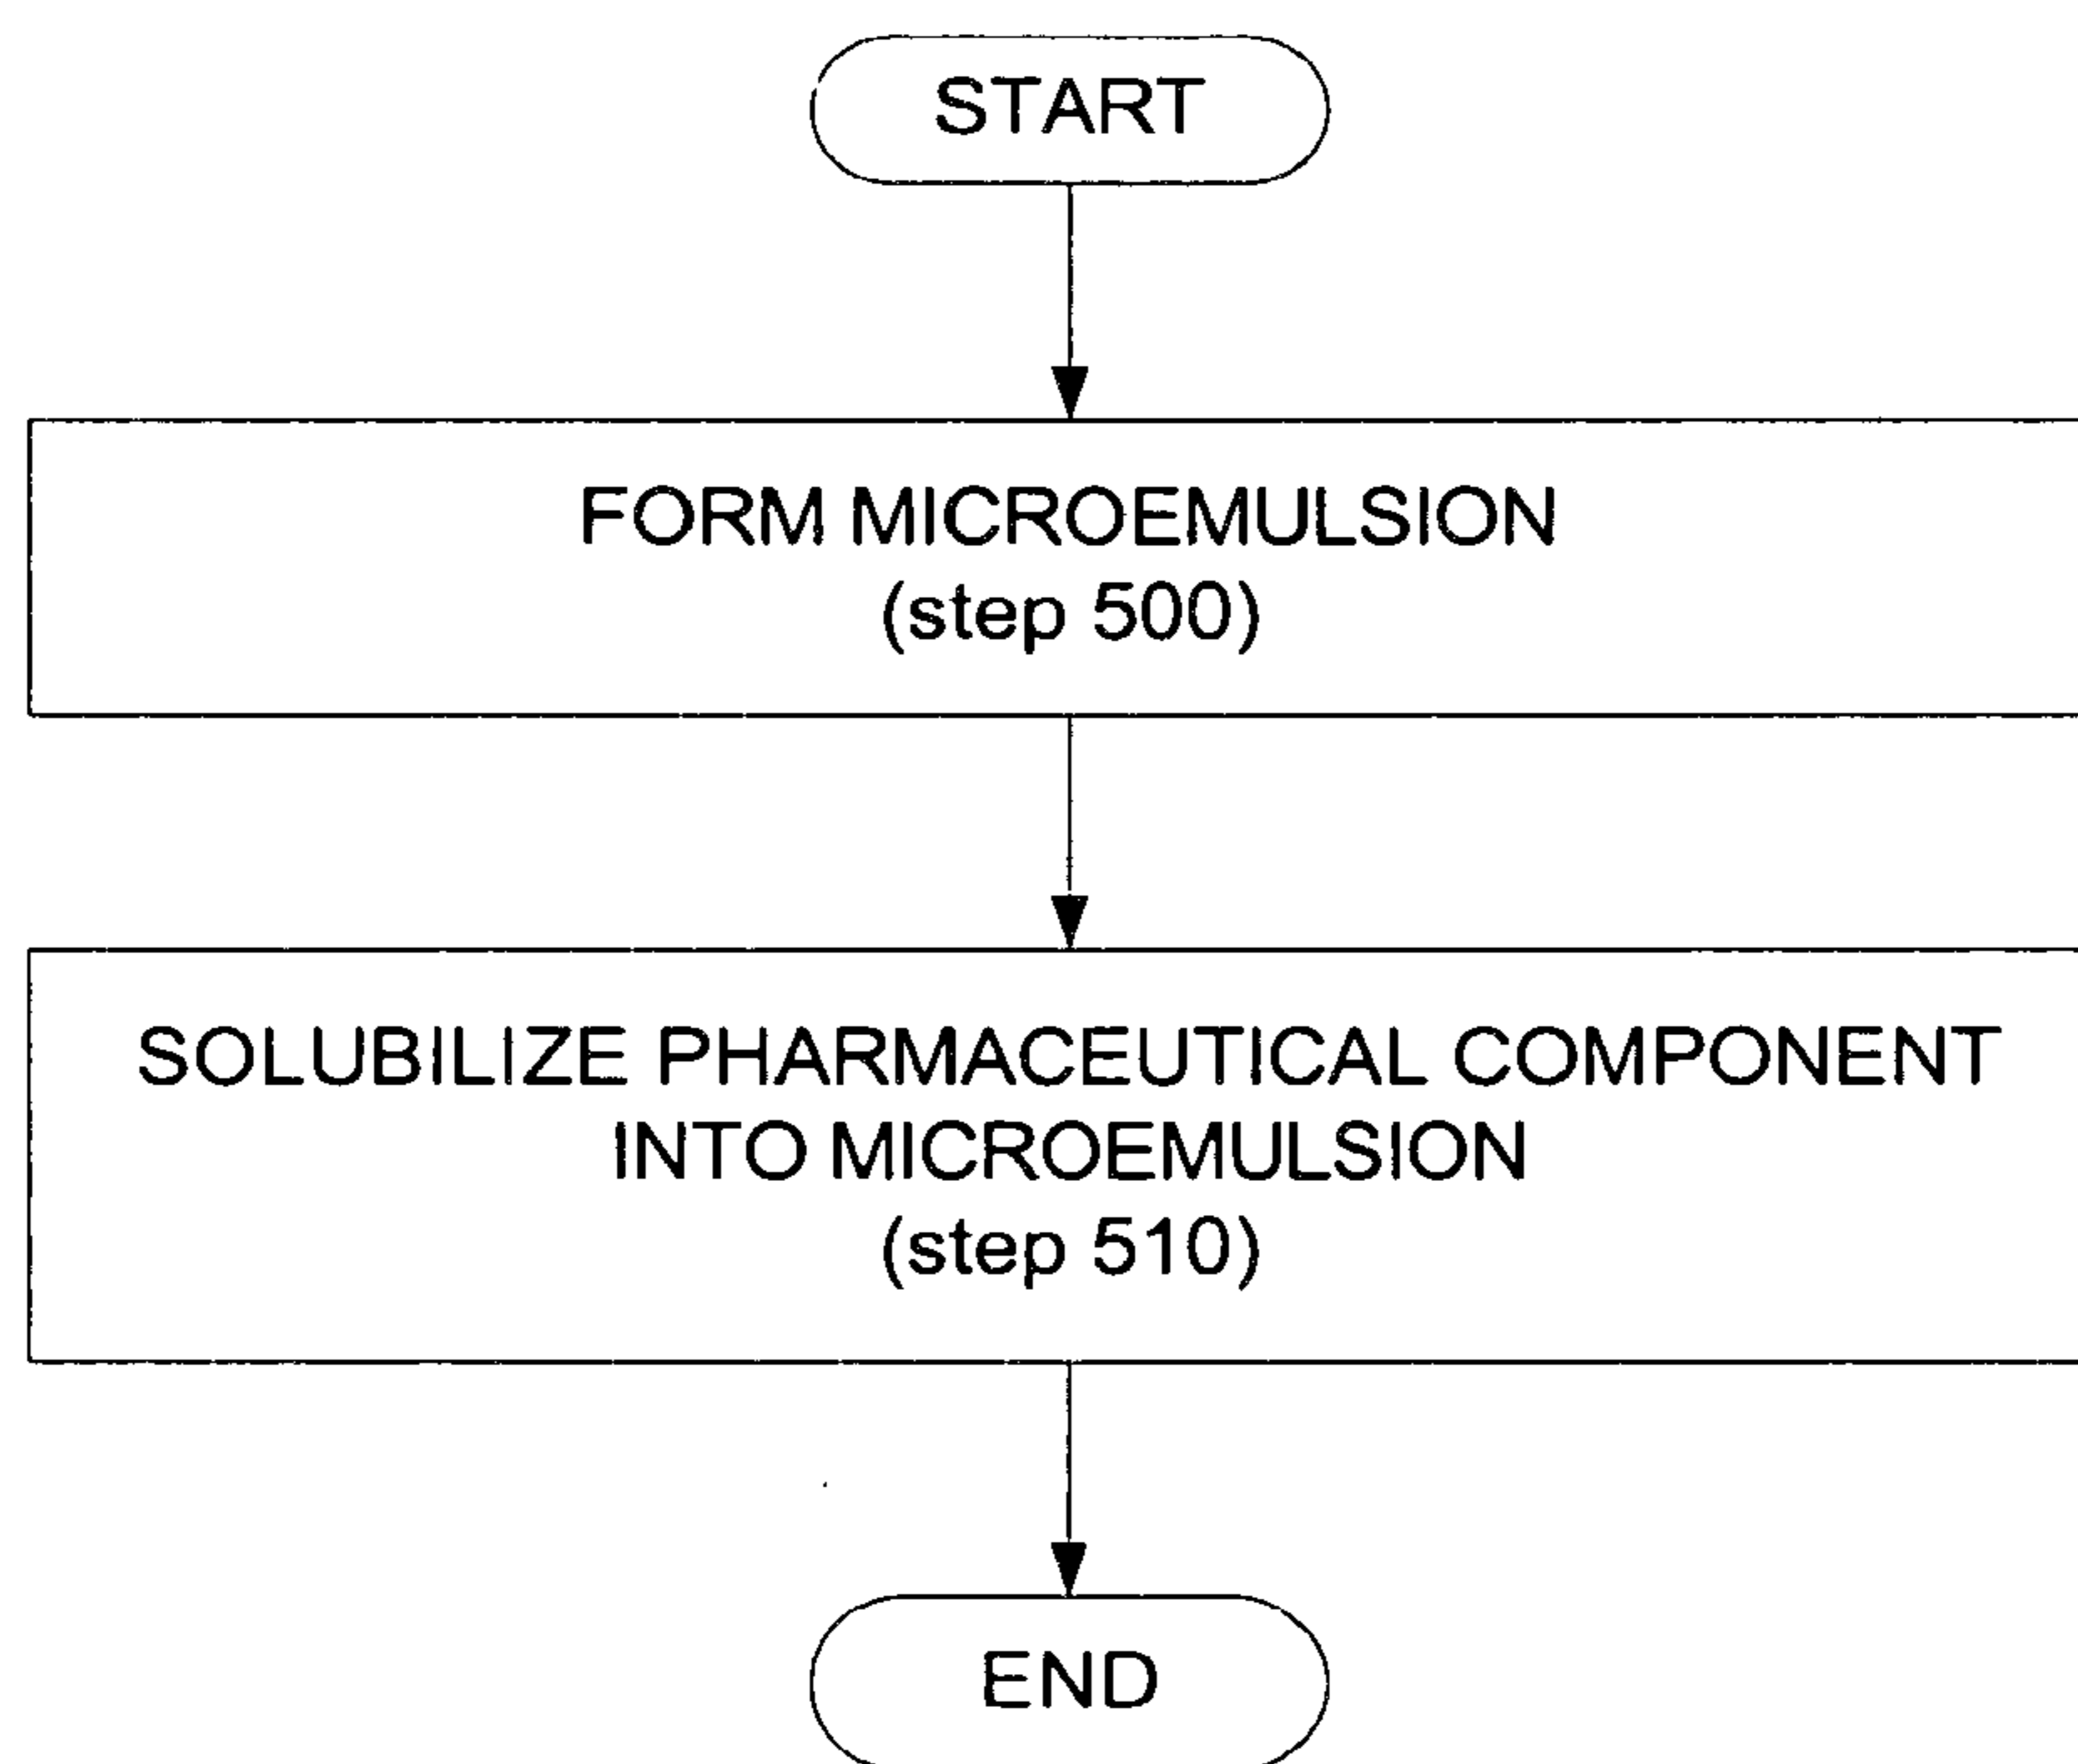 START
FORM MICROEMULSION
(step 500)
SOLUBILIZE PHARMACEUTICAL COMPONENT
INTO MICROEMULSION
(step 510)
END